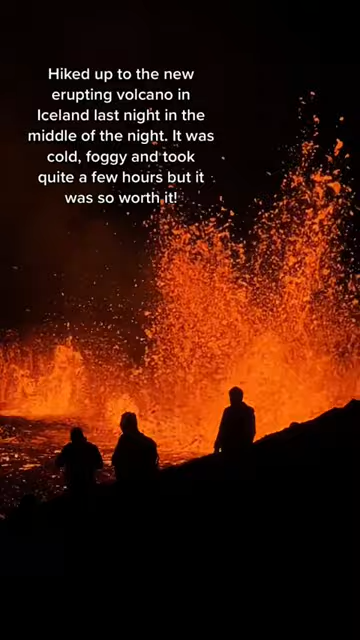 Hiked up to the new
erupting volcano in
Iceland last night in the
middle of the night. It was
cold, foggy and took
quite a few hours but it
was so worth it!